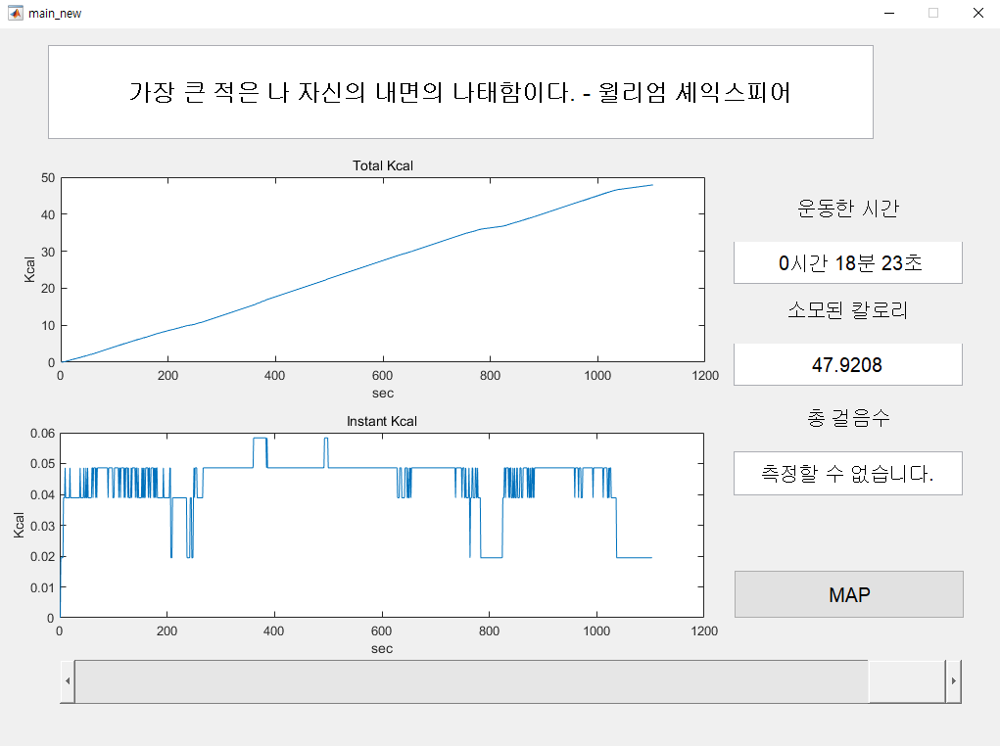 main_new
가장 큰 적은 나 자신의 내면의 나태함이다. - 윌리엄 셰익스피어
Total Kcal
50
40
30
20
10
0
Kcal
0 200 400 600 800 1000 1200
sec
Instant Kcal
0.06
0.05
0.04
0.03
0.02
0.01
0
Kcal
0 200 400 600 800 1000 1200
sec
운동한 시간
0시간 18분 23초
소모된 칼로리
47.9208
총 걸음수
측정할 수 없습니다.
MAP